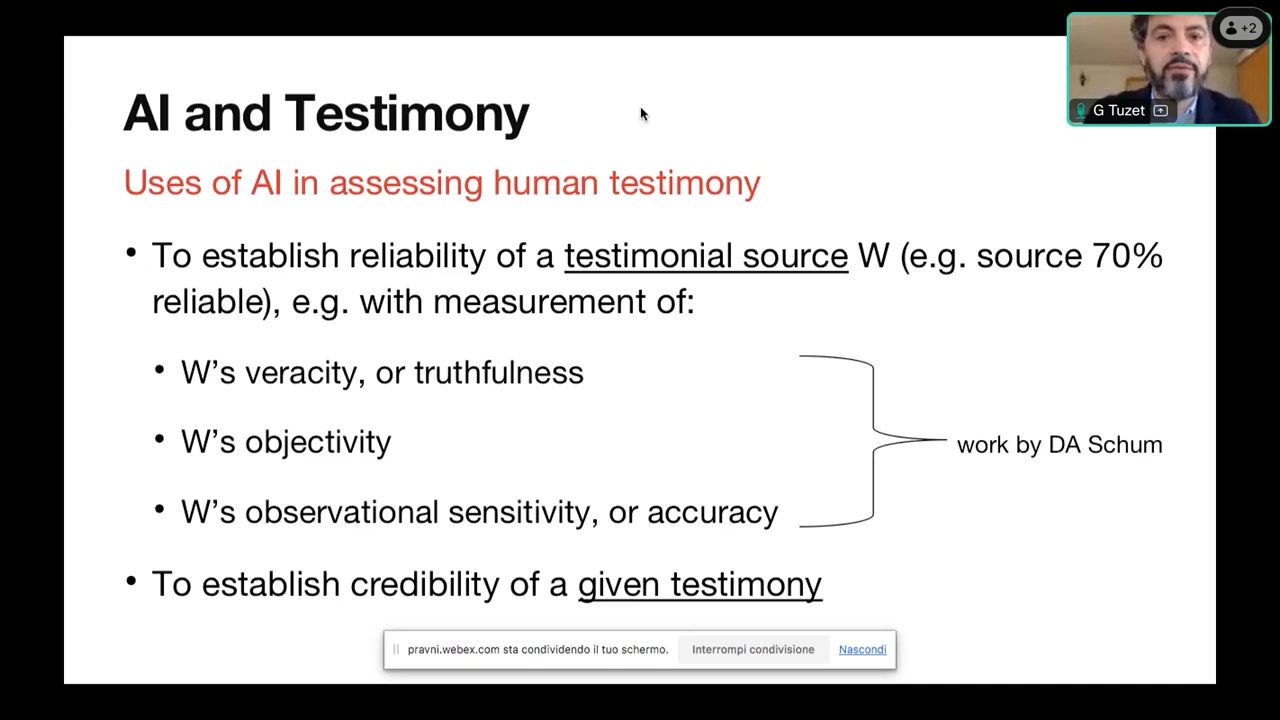 +2
G Tuzet
AI and Testimony
Uses of AI in assessing human testimony
• To establish reliability of a testimonial source W (e.g. source 70%
reliable), e.g. with measurement of:
• W’s veracity, or truthfulness
• W’s objectivity
work by DA Schum
• W’s observational sensitivity, or accuracy
• To establish credibility of a given testimony
pravni.webex.com sta condividendo il tuo schermo. Interrompi condivisione Nascondi